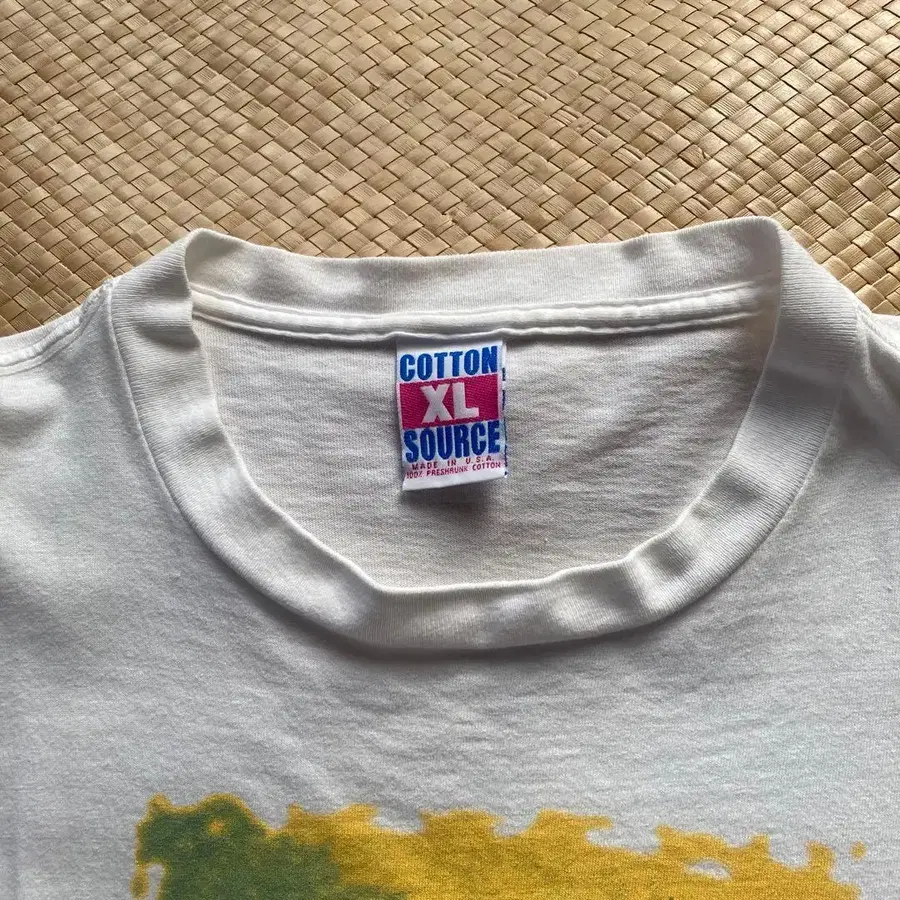 COTTON
XL
SOURCE
MADE IN U.S.A.
100% PRESHRUNK COTTON